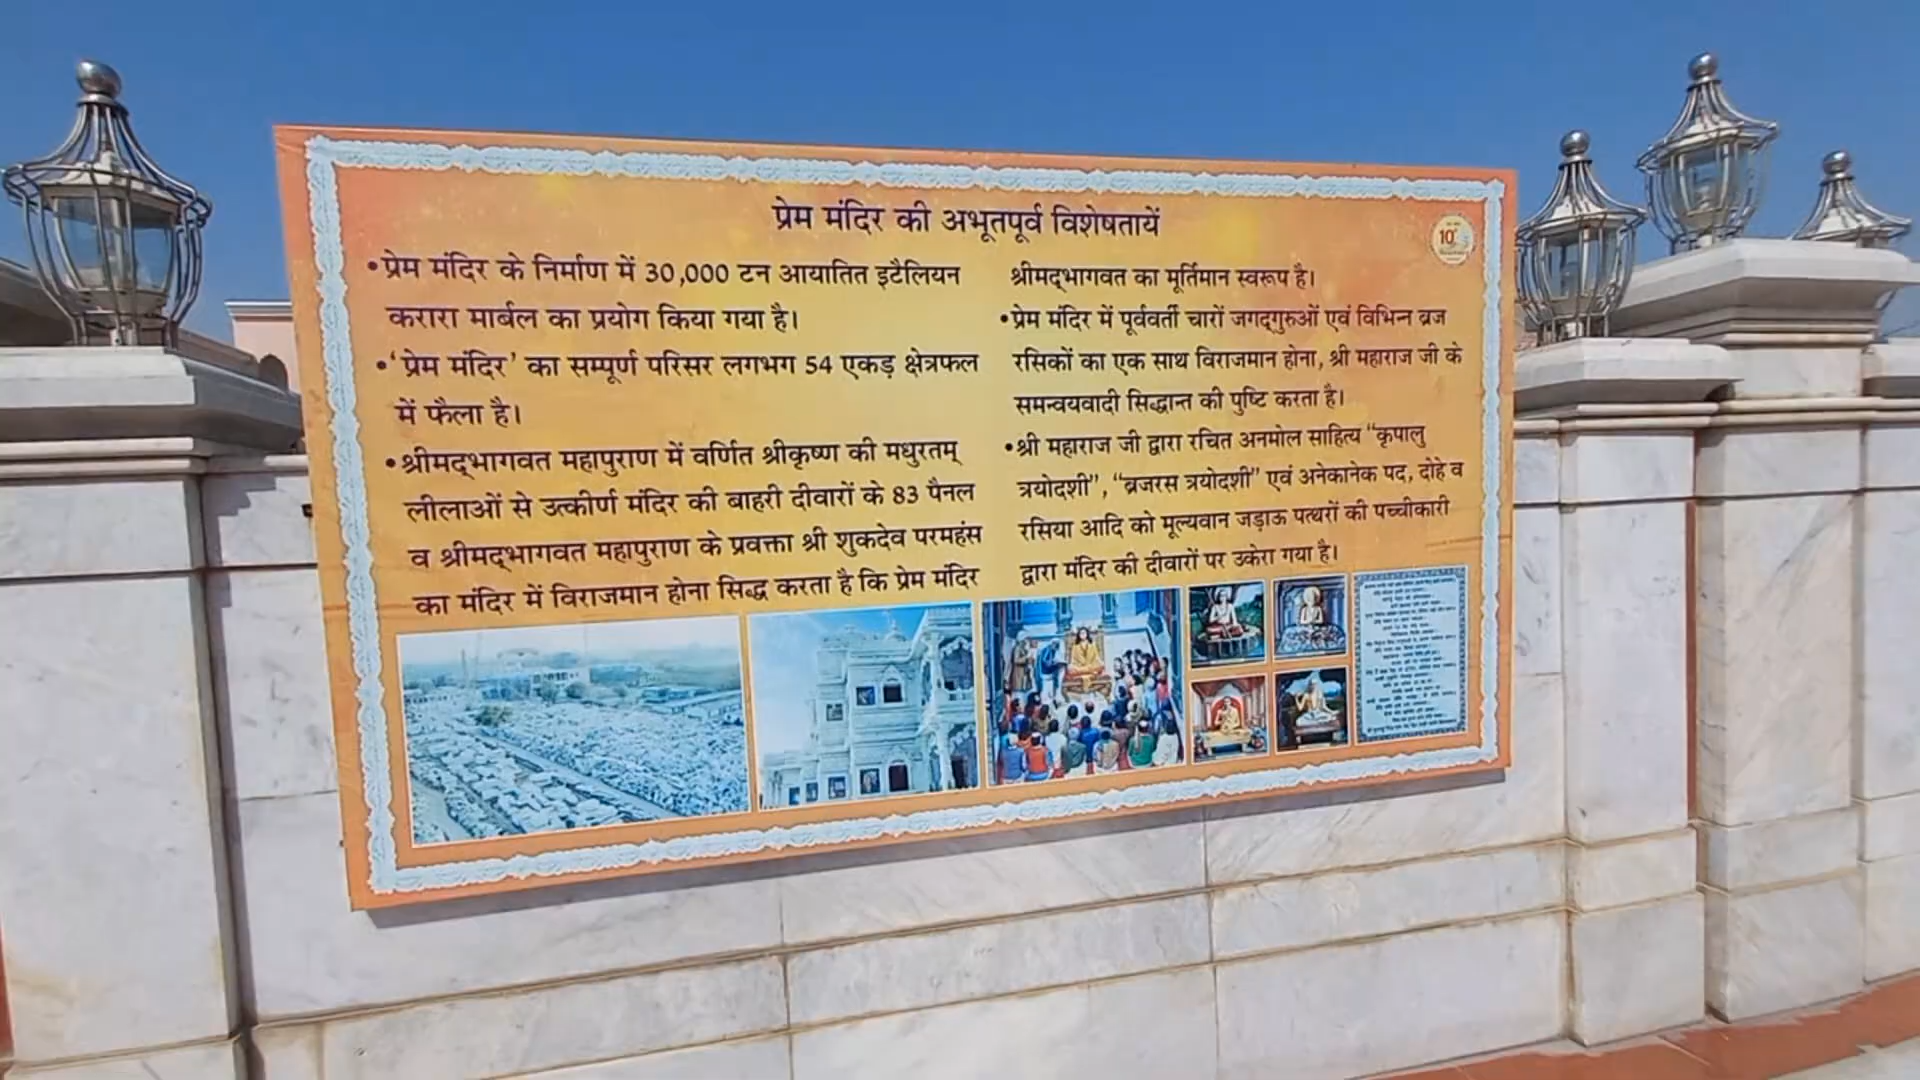 प्रेम मंदिर की अभूतपूर्व विशेषतायें
•प्रेम मंदिर के निर्माण में 30,000 टन आयातित इटैलियन
करारा मार्बल का प्रयोग किया गया है।
•‘प्रेम मंदिर’ का सम्पूर्ण परिसर लगभग 54 एकड़ क्षेत्रफल
में फैला है।
•श्रीमद्भागवत महापुराण में वर्णित श्रीकृष्ण की मधुरतम्
लीलाओं से उत्कीर्ण मंदिर की बाहरी दीवारों के 83 पैनल
व श्रीमद्भागवत महापुराण के प्रवक्ता श्री शुकदेव परमहंस
का मंदिर में विराजमान होना सिद्ध करता है कि प्रेम मंदिर
श्रीमद्भागवत का मूर्तिमान स्वरूप है।
•प्रेम मंदिर में पूर्ववर्ती चारों जगद्गुरुओं एवं विभिन्न ब्रज
रसिकों का एक साथ विराजमान होना, श्री महाराज जी के
समन्वयवादी सिद्धान्त की पुष्टि करता है।
•श्री महाराज जी द्वारा रचित अनमोल साहित्य “कृपालु
त्रयोदशी”, “ब्रजरस त्रयोदशी” एवं अनेकानेक पद, दोहे व
रसिया आदि को मूल्यवान जड़ाऊ पत्थरों की पच्चीकारी
द्वारा मंदिर की दीवारों पर उकेरा गया है।
10